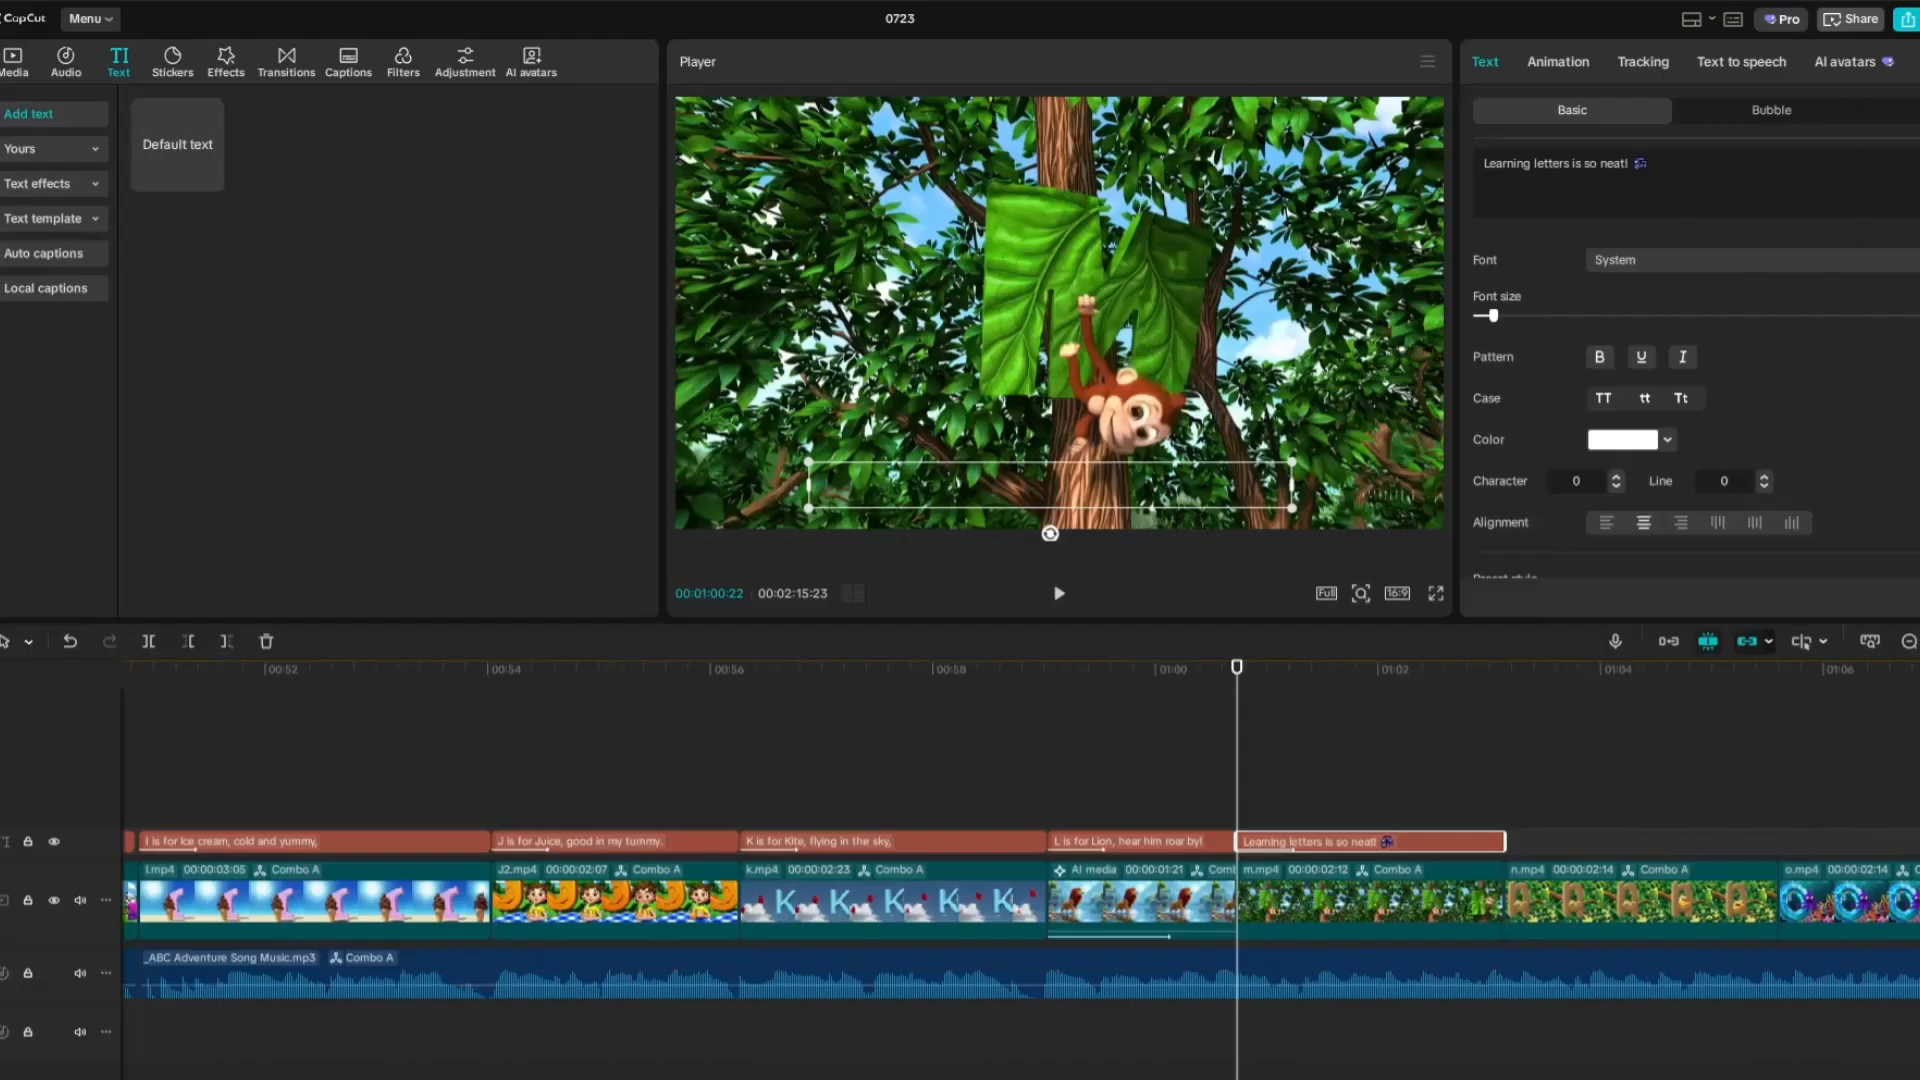 CapCut
Menu
0723
Pro
Share
Media
Audio
Text
Stickers
Effects
Transitions
Captions
Filters
Adjustment
AI avatars
Add text
Yours
Text effects
Text template
Auto captions
Local captions
Default text
Player
00:01:00:22
00:02:15:23
Full
16:9
Text
Animation
Tracking
Text to speech
AI avatars
Basic
Bubble
Learning letters is so neat!
Font
System
Font size
Pattern
B U I
Case
TT tt Tt
Color
Character
0
Line
0
Alignment
Preset style
00:52
00:54
00:56
00:58
01:00
01:02
01:04
01:06
I is for Ice cream, cold and yummy,
J is for Juice, good in my tummy.
K is for Kite, flying in the sky,
L is for Lion, hear him roar by!
Learning letters is so neat!
I.mp4 00:00:03:05 Combo A
J2.mp4 00:00:02:07 Combo A
k.mp4 00:00:02:23 Combo A
AI media 00:00:01:21 Comb
m.mp4 00:00:02:12 Combo A
n.mp4 00:00:02:14 Combo A
o.mp4 00:00:02:14 C
_ABC Adventure Song Music.mp3 Combo A